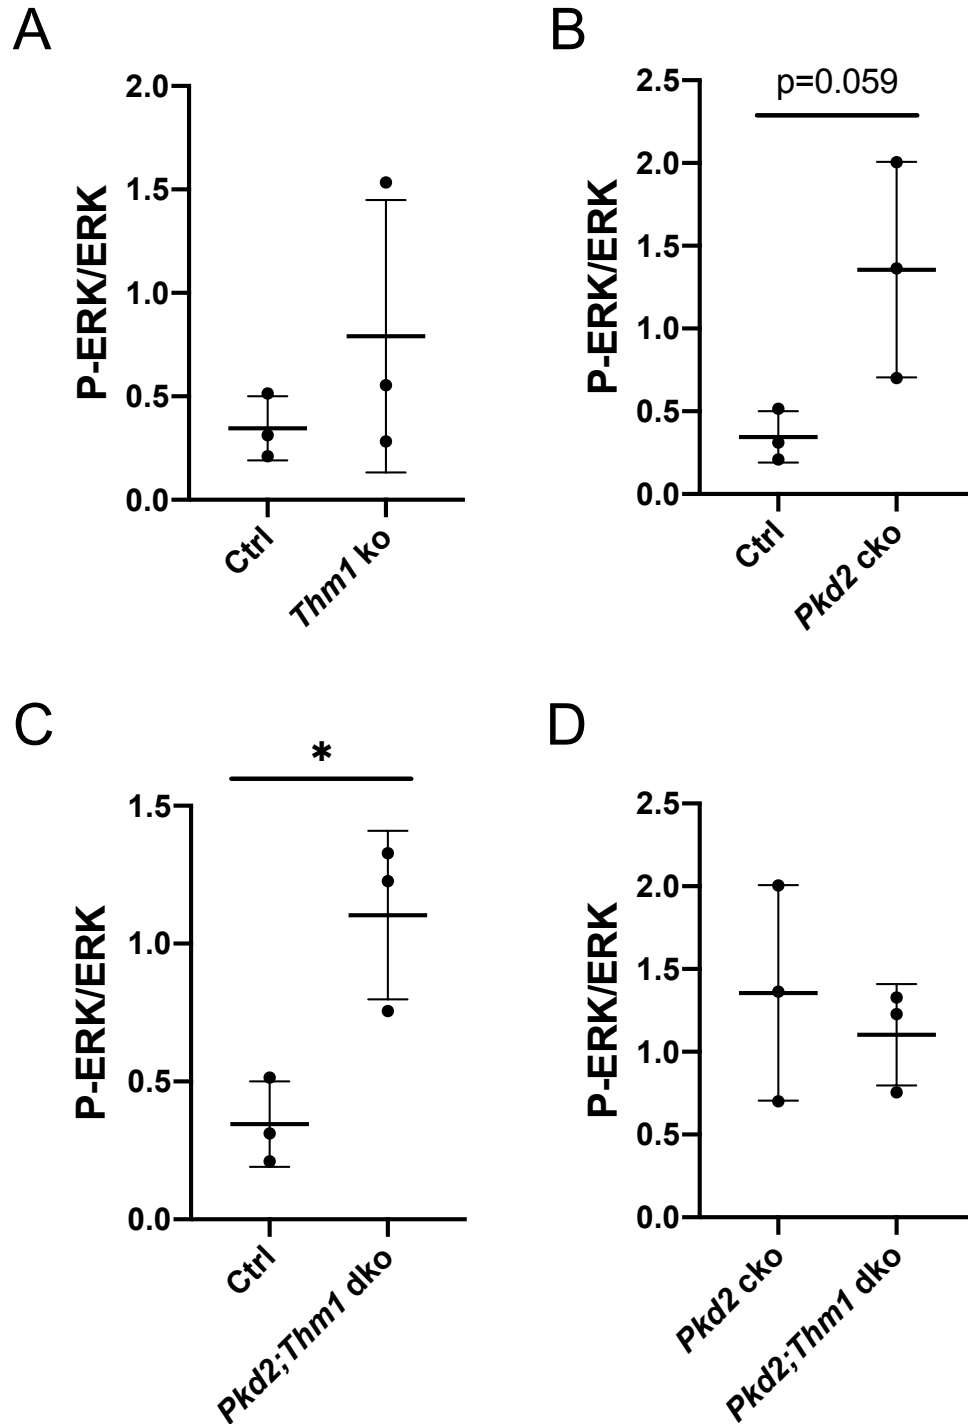 A
P-ERK/ERK
2.0
1.5
1.0
0.5
0.0
Ctrl
Thm1 ko
B
P-ERK/ERK
p=0.059
2.5
2.0
1.5
1.0
0.5
0.0
Ctrl
Pkd2 cko
C
P-ERK/ERK
*
1.5
1.0
0.5
0.0
Ctrl
Pkd2;Thm1 dko
D
P-ERK/ERK
2.5
2.0
1.5
1.0
0.5
0.0
Pkd2 cko
Pkd2;Thm1 dko